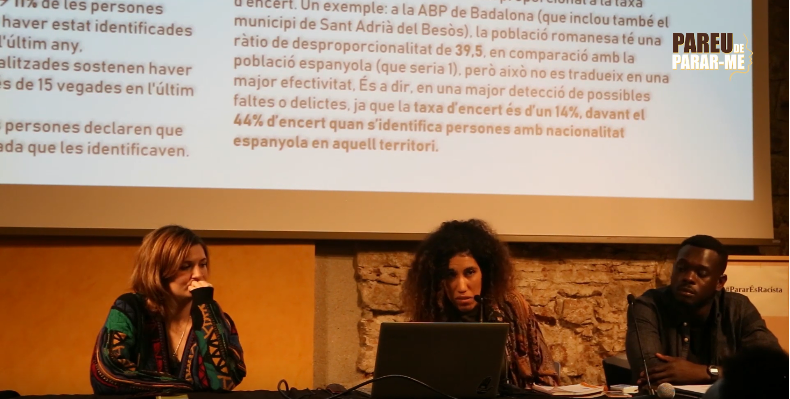 11% de les persones
haver estat identificades
l'últim any.
sostenen haver
de 15 vegades en l'últim
persones declaren que
que les identificaven.
d'encert. Un exemple: a la ABP de Badalona (que inclou també el
municipi de Sant Adrià del Besòs), la població romanesa té una
ràtio de desproporcionalitat de 39,5, en comparació amb la
població espanyola (que seria 1), però això no es tradueix en una
major efectivitat, És a dir, en una major detecció de possibles
faltes o delictes, ja que la taxa d'encert és d'un 14%, davant el
44% d'encert quan s'identifica persones amb nacionalitat
espanyola en aquell territori.
PAREU DE
PARAR-ME
#PararÉsRacista